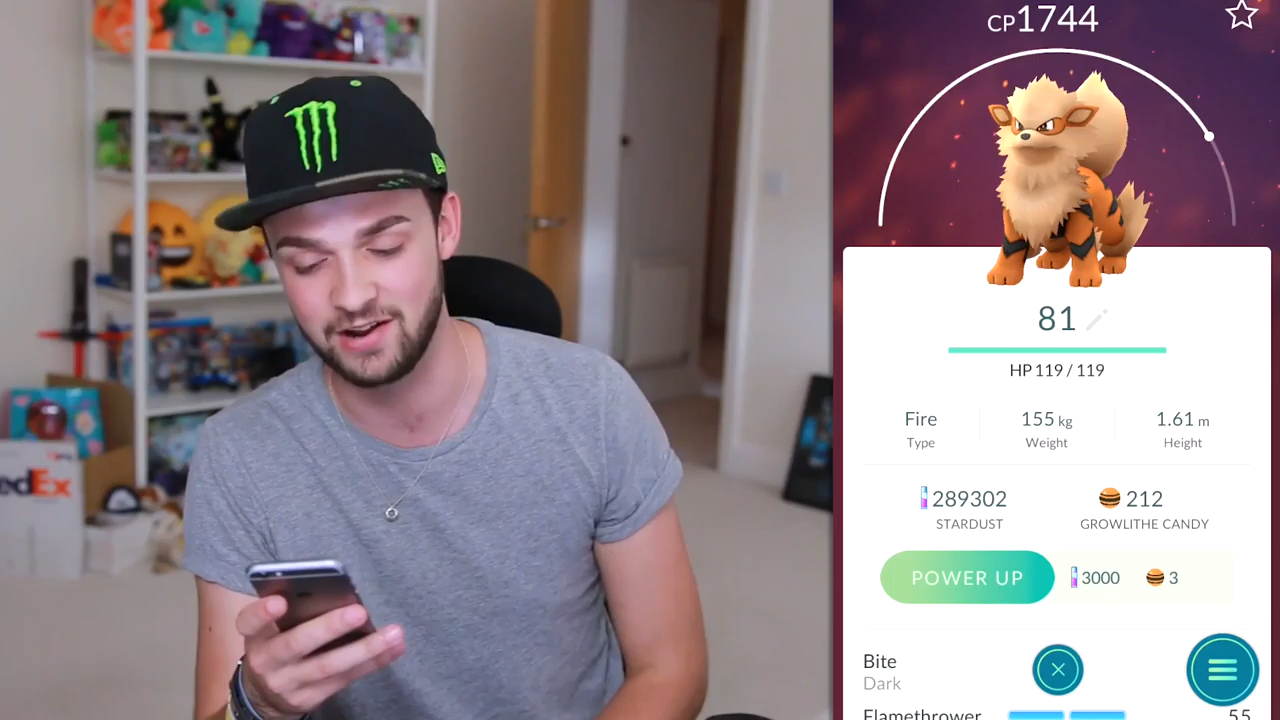 CP1744
81
HP 119 / 119
Fire
Type
155 kg
Weight
1.61 m
Height
289302
STARDUST
212
GROWLITHE CANDY
POWER UP
3000
3
Bite
Dark
Flamethrower
55
edEx